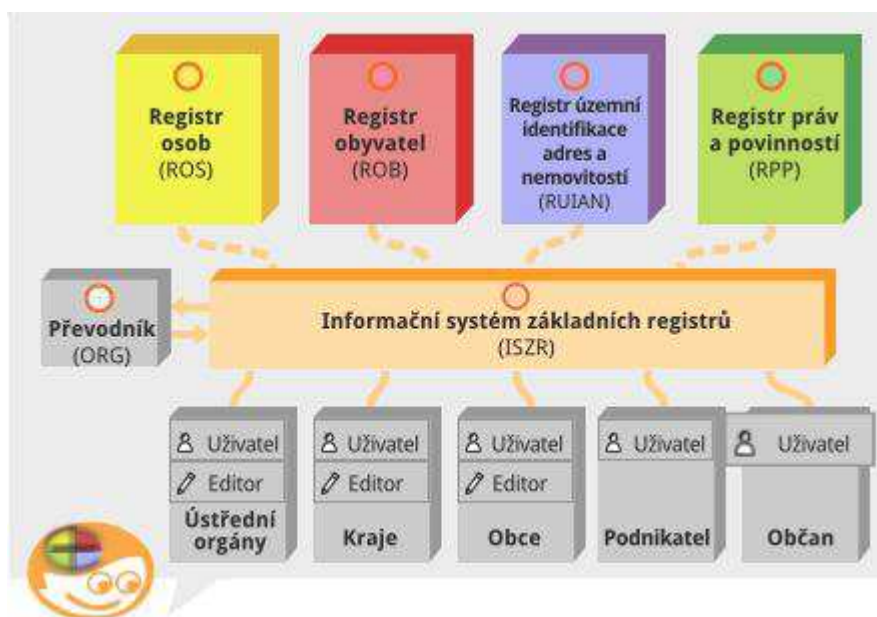 Registr
osob
(ROS)
Registr
obyvatel
(ROB)
Registr územní
identifikace
adres a
nemovitostí
(RUIAN)
Registr práv
a povinností
(RPP)
Převodník
(ORG)
Informační systém základních registrů
(ISZR)
Uživatel
Editor
Ústřední
orgány
Uživatel
Editor
Kraje
Uživatel
Editor
Obce
Uživatel
Podnikatel
Uživatel
Občan